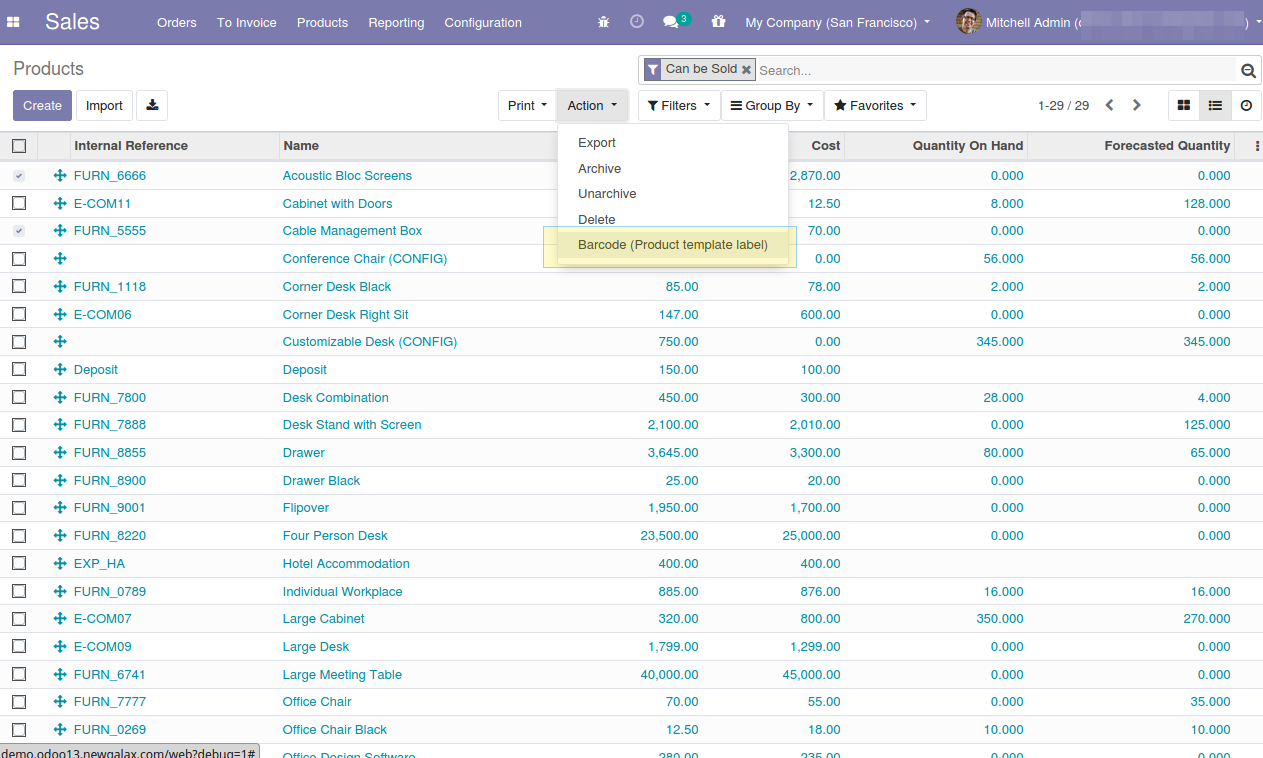 Sales Orders To Invoice Products Reporting Configuration 3 My Company (San Francisco) Mitchell Admin (
Products Can be Sold Search...
Create Import Print Action Filters Group By Favorites 1-29 / 29
Export
Archive
Unarchive
Delete
Barcode (Product template label)
Internal Reference Name Cost Quantity On Hand Forecasted Quantity
FURN_6666 Acoustic Bloc Screens 2,870.00 0.000 0.000
E-COM11 Cabinet with Doors 12.50 8.000 128.000
FURN_5555 Cable Management Box 70.00 0.000 0.000
Conference Chair (CONFIG) 0.00 56.000 56.000
FURN_1118 Corner Desk Black 85.00 78.00 2.000 2.000
E-COM06 Corner Desk Right Sit 147.00 600.00 0.000 0.000
Customizable Desk (CONFIG) 750.00 0.00 345.000 345.000
Deposit Deposit 150.00 100.00
FURN_7800 Desk Combination 450.00 300.00 28.000 4.000
FURN_7888 Desk Stand with Screen 2,100.00 2,010.00 0.000 125.000
FURN_8855 Drawer 3,645.00 3,300.00 80.000 65.000
FURN_8900 Drawer Black 25.00 20.00 0.000 0.000
FURN_9001 Flipover 1,950.00 1,700.00 0.000 0.000
FURN_8220 Four Person Desk 23,500.00 25,000.00 0.000 0.000
EXP_HA Hotel Accommodation 400.00 400.00
FURN_0789 Individual Workplace 885.00 876.00 16.000 16.000
E-COM07 Large Cabinet 320.00 800.00 350.000 270.000
E-COM09 Large Desk 1,799.00 1,299.00 0.000 0.000
FURN_6741 Large Meeting Table 40,000.00 45,000.00 0.000 0.000
FURN_7777 Office Chair 70.00 55.00 0.000 35.000
FURN_0269 Office Chair Black 12.50 18.00 10.000 10.000
demo.odoo13.newgalax.com/web?debug=1# Office Design Software 280.00 235.00 0.000 0.000